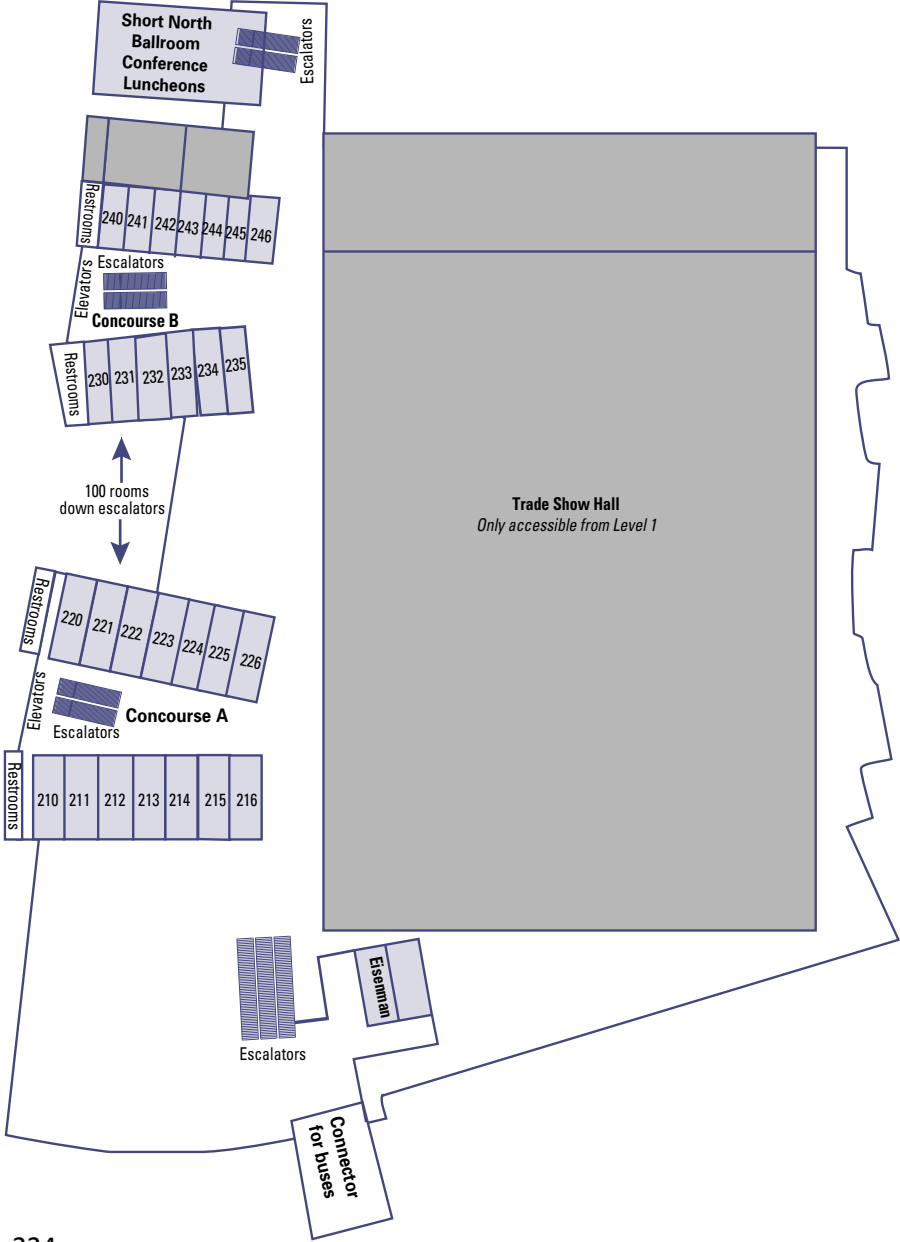 Short North
Ballroom
Conference
Luncheons
Escalators
Restrooms
240
241
242
243
244
245
246
Escalators
Elevators
Concourse B
Restrooms
230
231
232
233
234
235
100 rooms
down escalators
Trade Show Hall
Only accessible from Level 1
Restrooms
220
221
222
223
224
225
226
Elevators
Concourse A
Escalators
Restrooms
210
211
212
213
214
215
216
Eisenman
Escalators
Connector
for buses